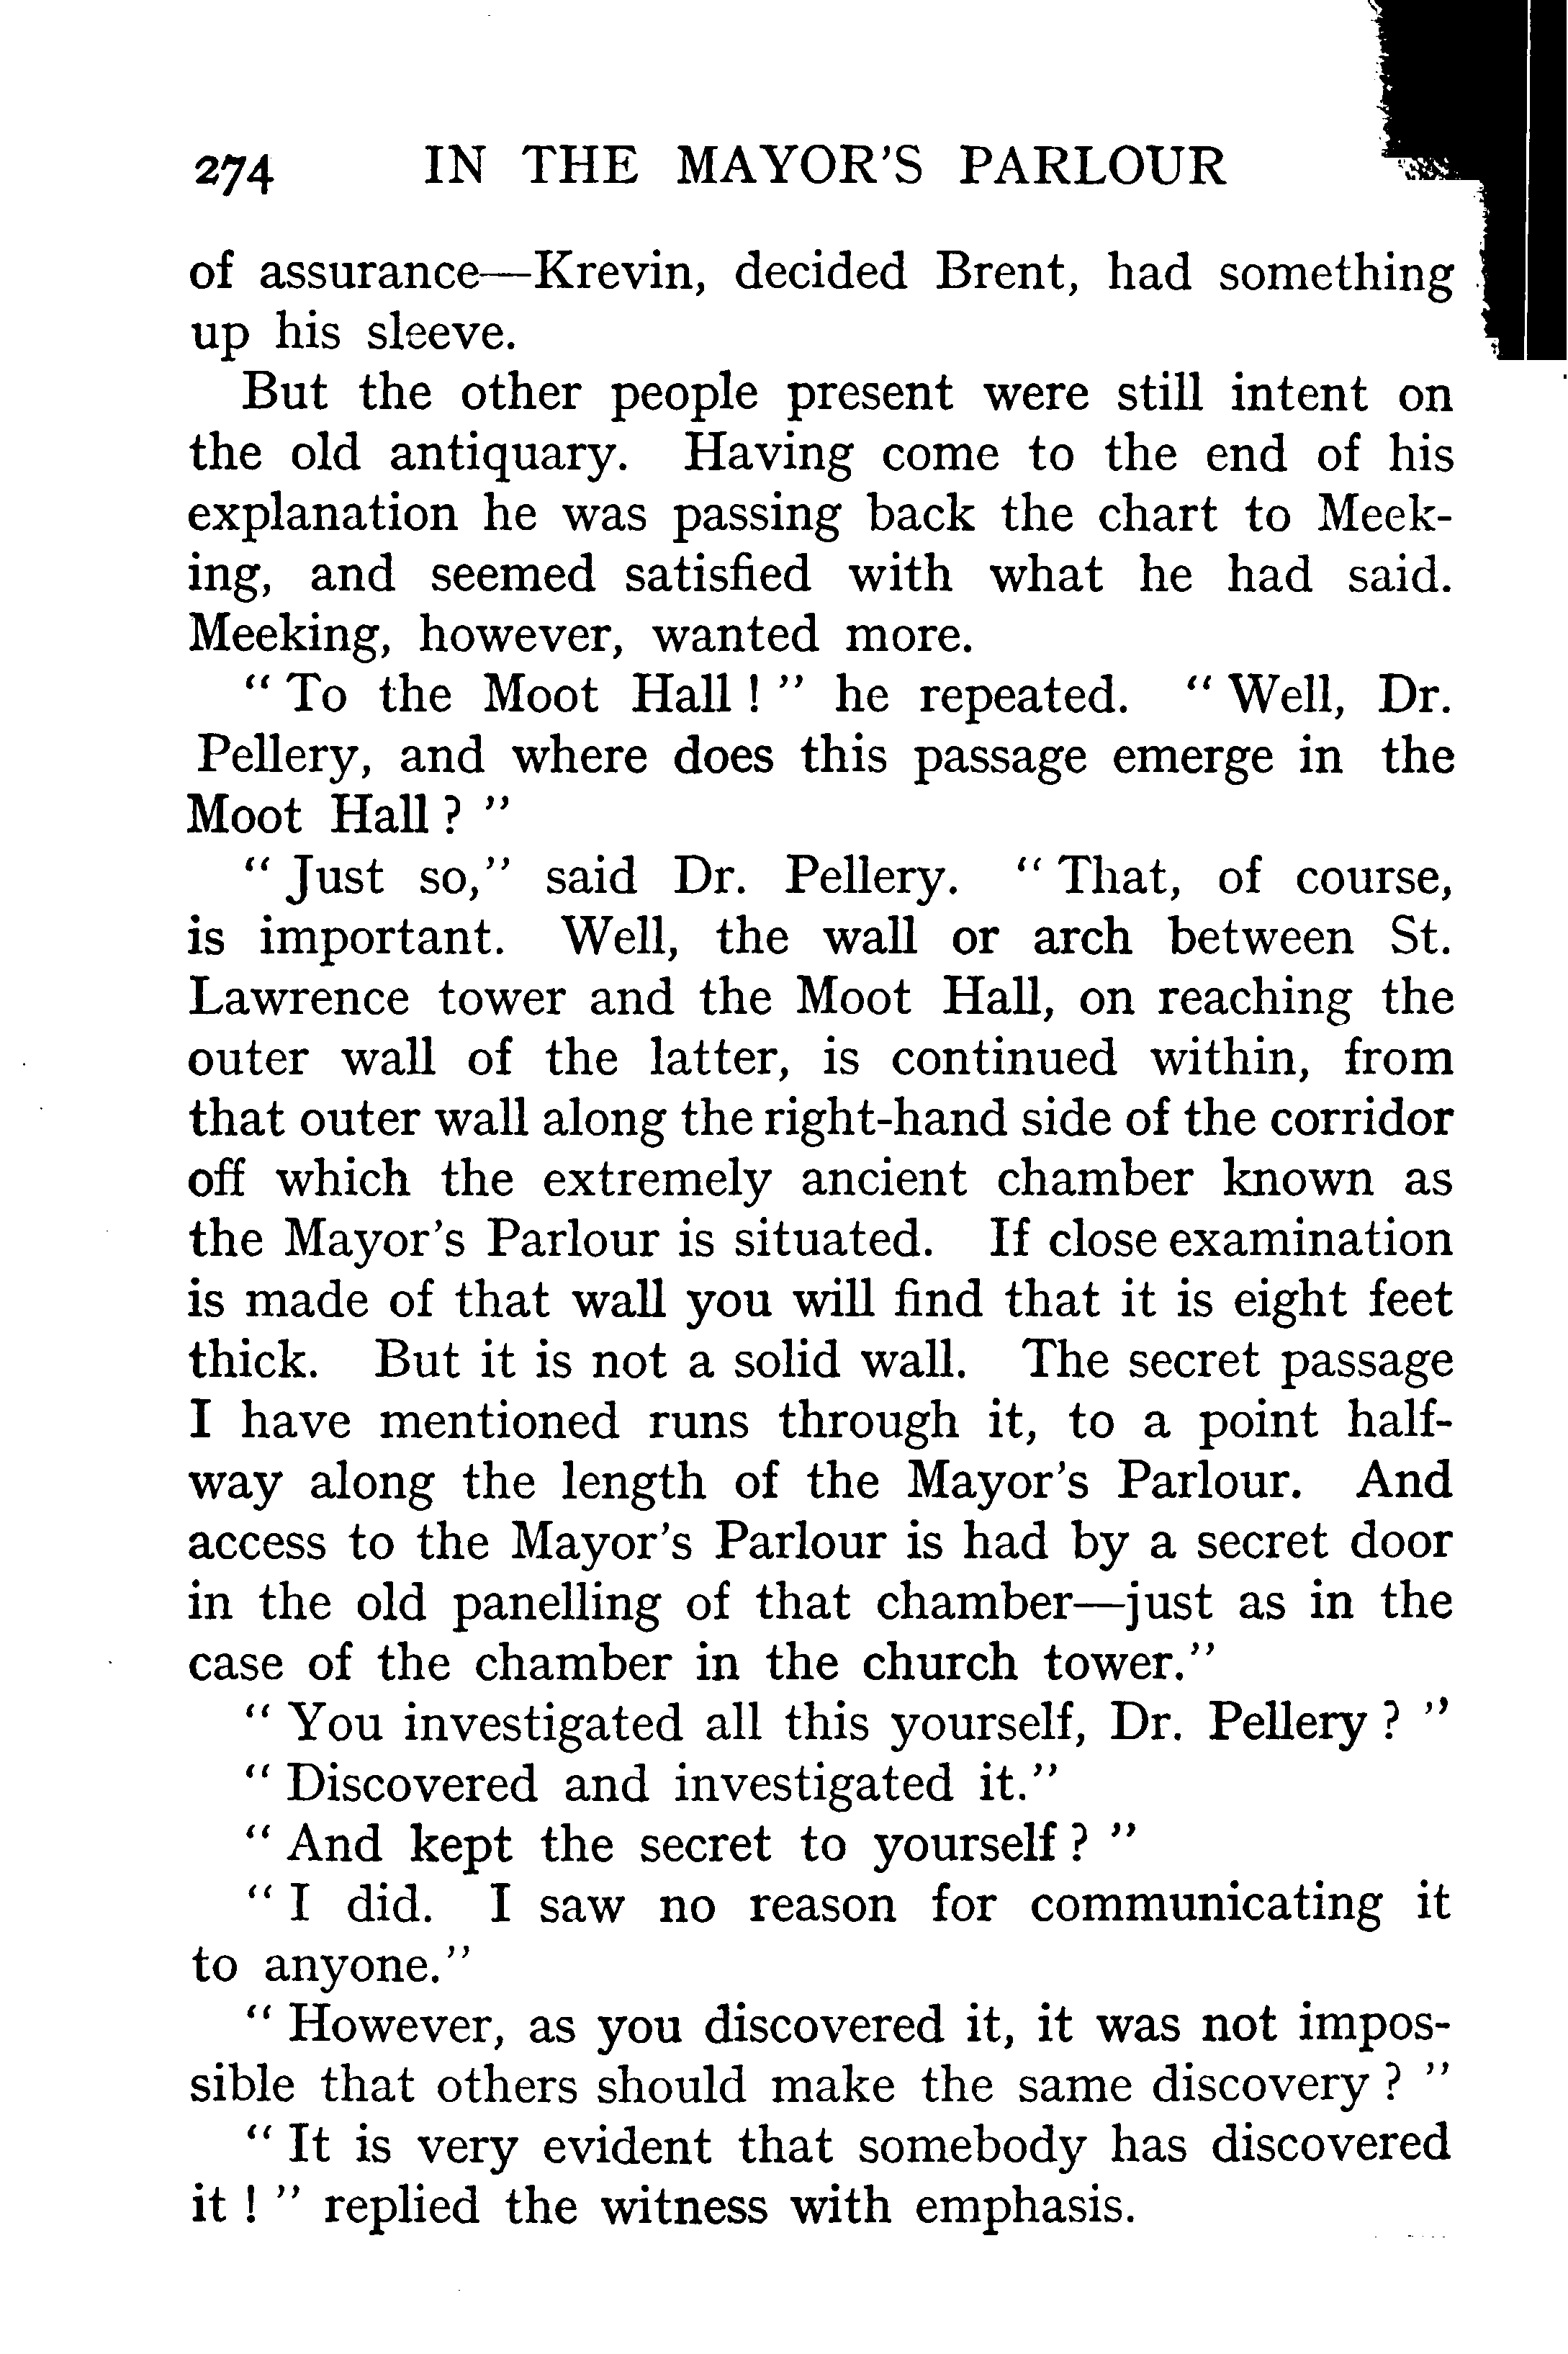 274 IN THE MAYOR'S PARLOUR
of assurance—Krevin, decided Brent, had something
up his sleeve.
But the other people present were still intent on
the old antiquary. Having come to the end of his
explanation he was passing back the chart to Meek-
ing, and seemed satisfied with what he had said.
Meeking, however, wanted more.
“ To the Moot Hall ! ” he repeated. “ Well, Dr.
Pellery, and where does this passage emerge in the
Moot Hall ? ”
“ Just so,” said Dr. Pellery. “ That, of course,
is important. Well, the wall or arch between St.
Lawrence tower and the Moot Hall, on reaching the
outer wall of the latter, is continued within, from
that outer wall along the right-hand side of the corridor
off which the extremely ancient chamber known as
the Mayor's Parlour is situated. If close examination
is made of that wall you will find that it is eight feet
thick. But it is not a solid wall. The secret passage
I have mentioned runs through it, to a point half-
way along the length of the Mayor's Parlour. And
access to the Mayor's Parlour is had by a secret door
in the old panelling of that chamber—just as in the
case of the chamber in the church tower.”
“ You investigated all this yourself, Dr. Pellery ? ”
“ Discovered and investigated it.”
“ And kept the secret to yourself ? ”
“ I did. I saw no reason for communicating it
to anyone.”
“ However, as you discovered it, it was not impos-
sible that others should make the same discovery ? ”
“ It is very evident that somebody has discovered
it ! ” replied the witness with emphasis.